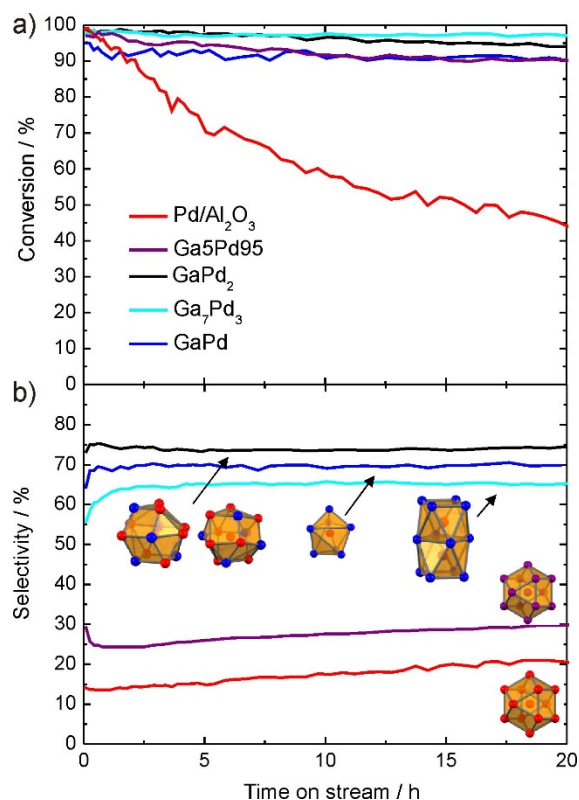 a)
100
90
80
70
60
50
40
30
20
10
0
Conversion / %
Pd/Al₂O₃
Ga5Pd95
GaPd₂
Ga₇Pd₃
GaPd
b)
80
70
60
50
40
30
20
10
0
Selectivity / %
0 5 10 15 20
Time on stream / h